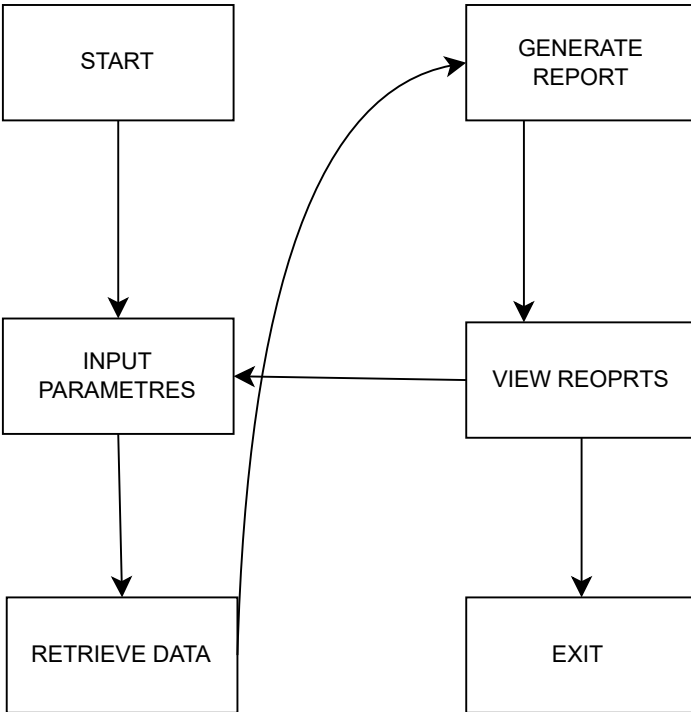 START
GENERATE
REPORT
INPUT
PARAMETRES
VIEW REOPRTS
RETRIEVE DATA
EXIT